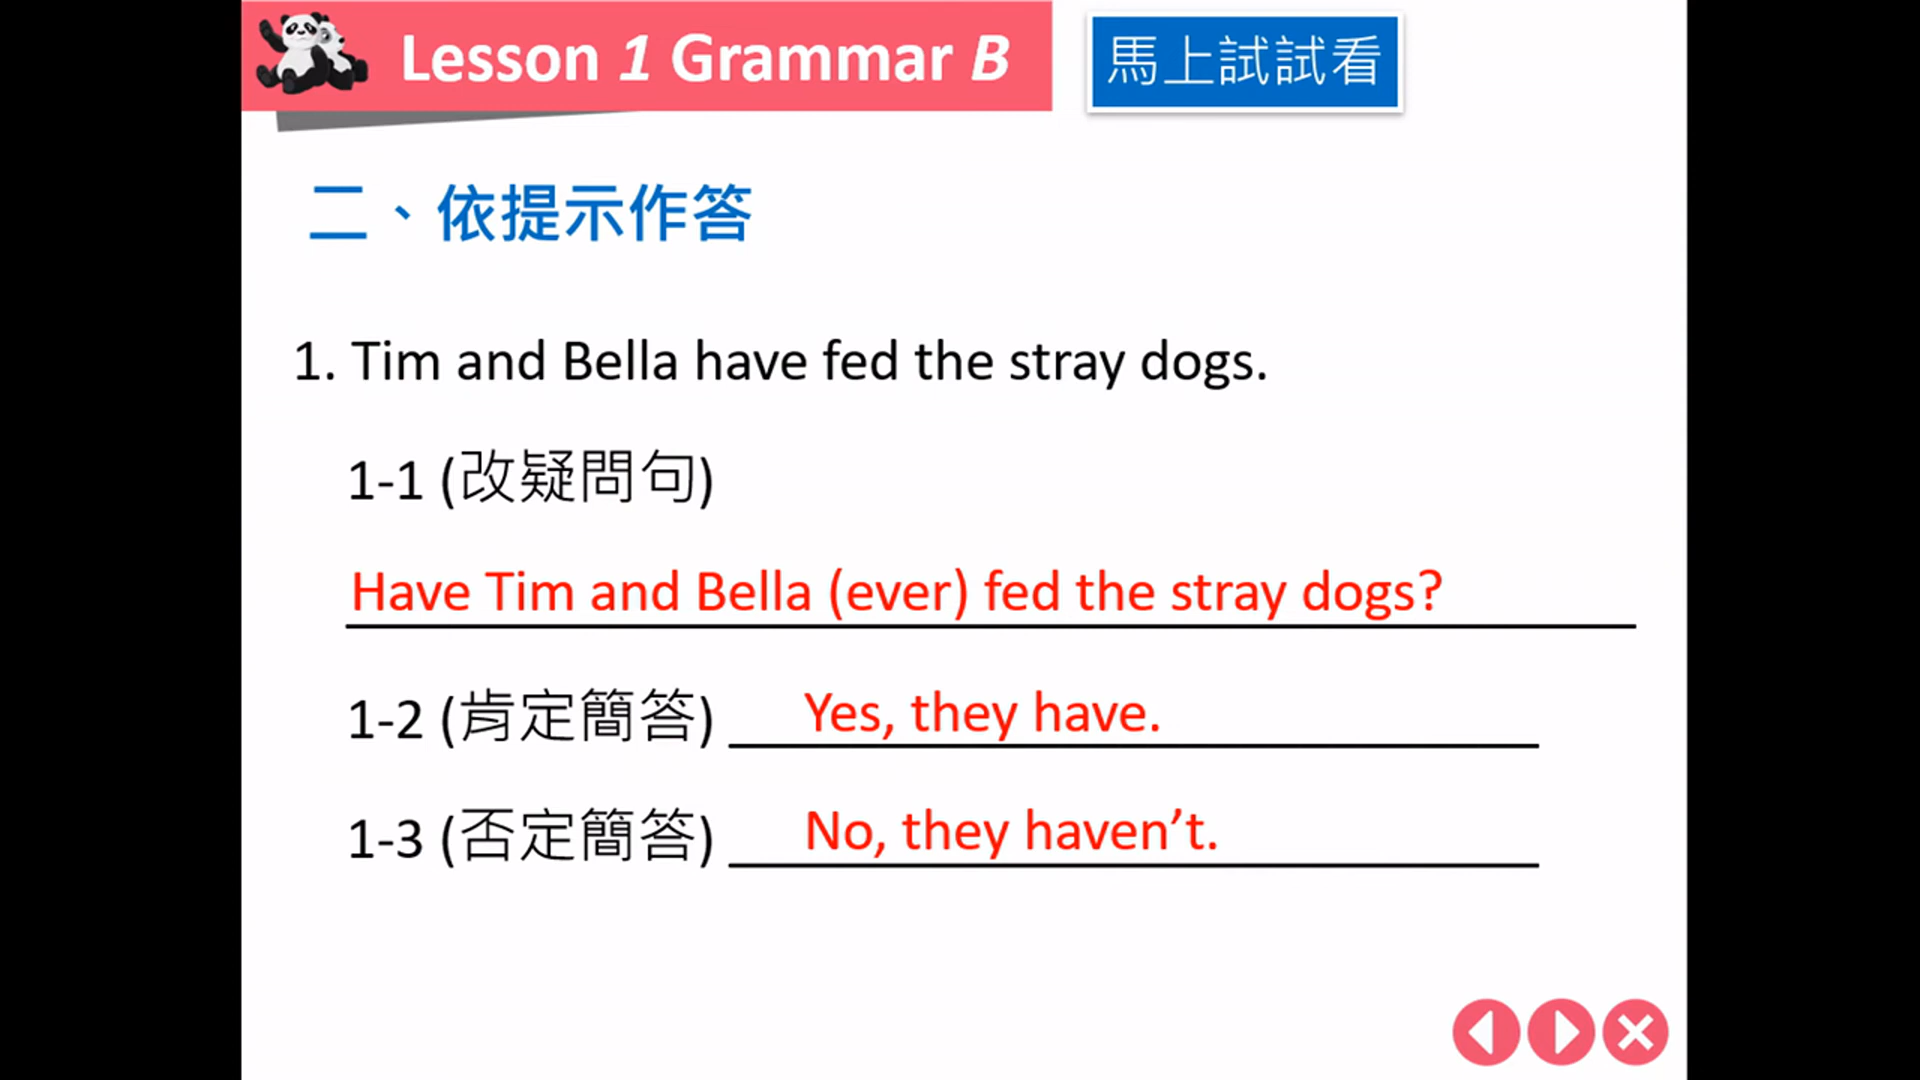 Lesson 1 Grammar B
馬上試試看
二、依提示作答
1. Tim and Bella have fed the stray dogs.
1-1 (改疑問句)
Have Tim and Bella (ever) fed the stray dogs?
1-2 (肯定簡答) Yes, they have.
1-3 (否定簡答) No, they haven’t.